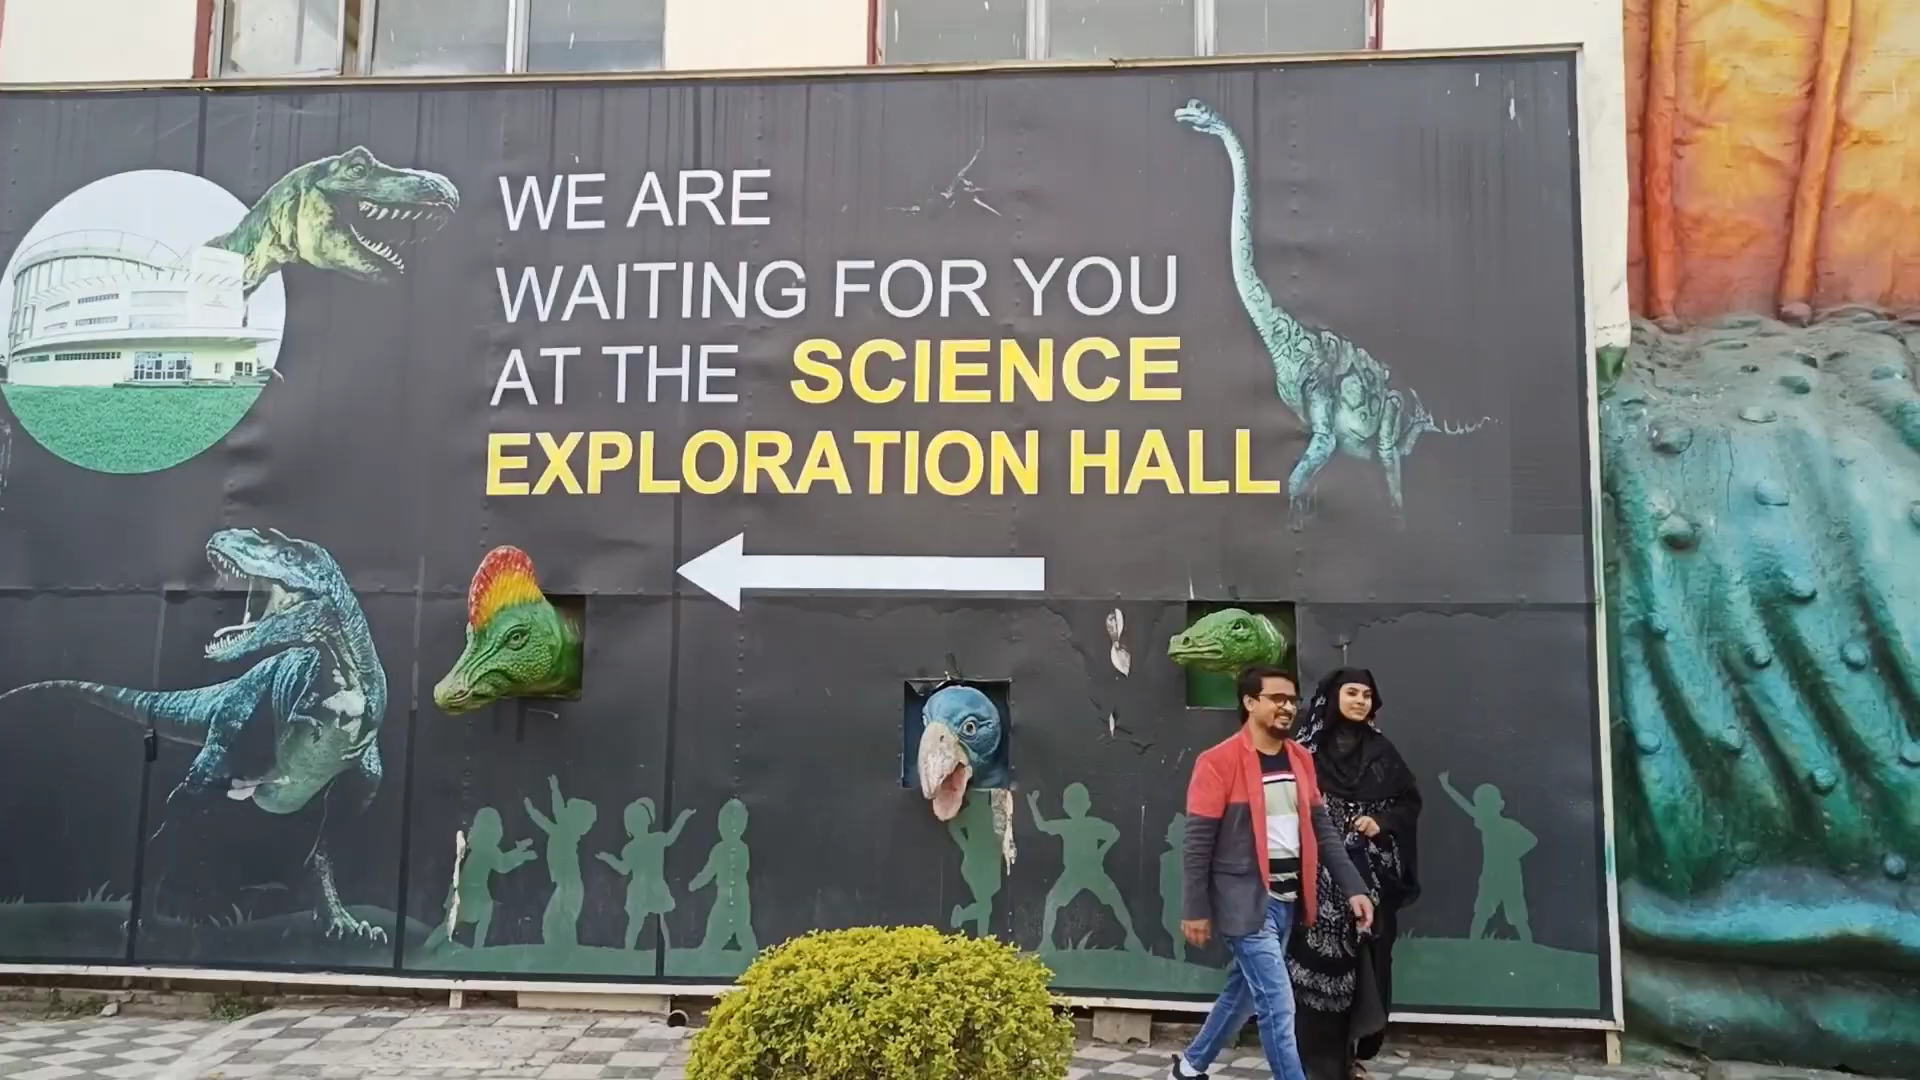 WE ARE
WAITING FOR YOU
AT THE SCIENCE
EXPLORATION HALL